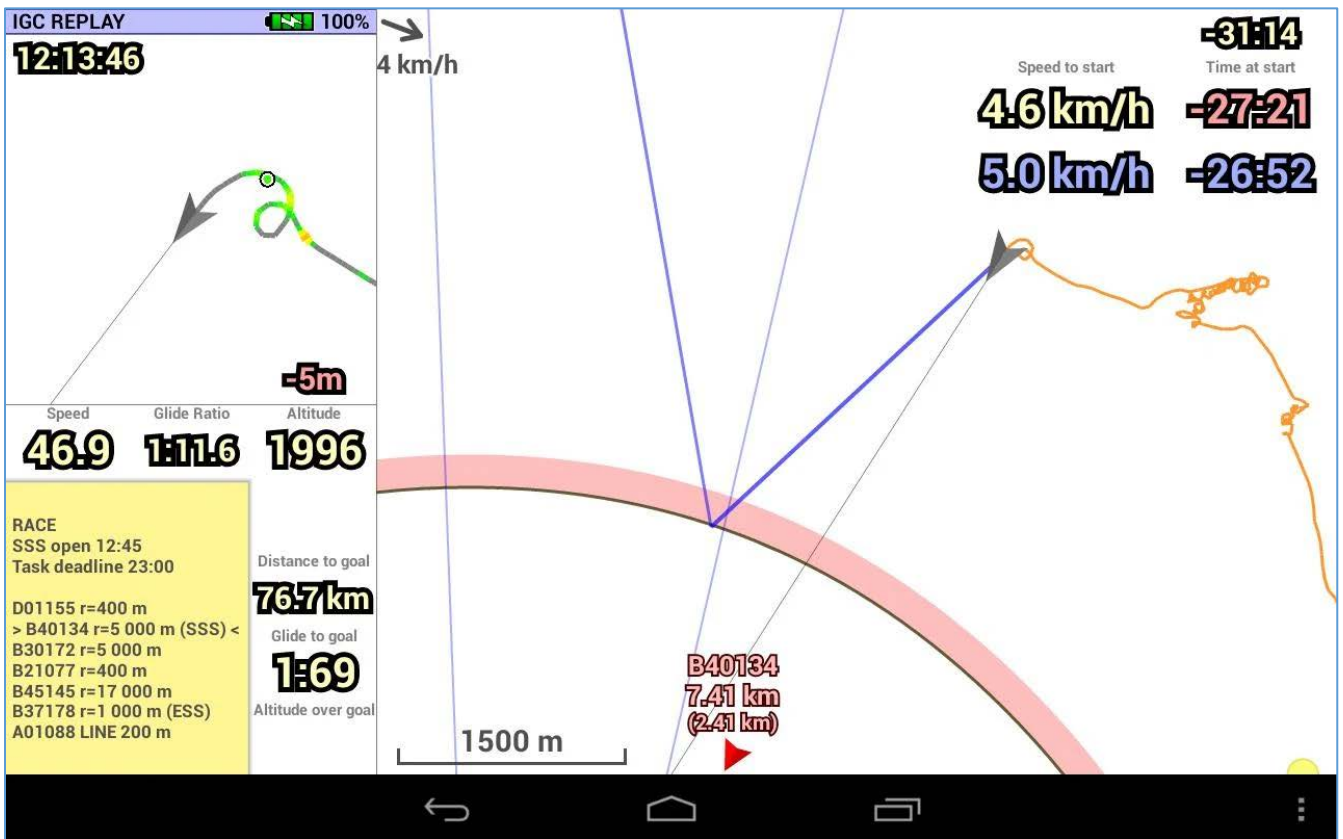 IGC REPLAY 100%
12:13:46
-5m
Speed Glide Ratio Altitude
46.9 1:11.6 1996
RACE
SSS open 12:45
Task deadline 23:00
D01155 r=400 m
> B40134 r=5 000 m (SSS) <
B30172 r=5 000 m
B21077 r=400 m
B45145 r=17 000 m
B37178 r=1 000 m (ESS)
A01088 LINE 200 m
Distance to goal
76.7 km
Glide to goal
1:69
Altitude over goal
4 km/h
-31:14
Speed to start Time at start
4.6 km/h -27:21
5.0 km/h -26:52
B40134
7.41 km
(2.41 km)
1500 m